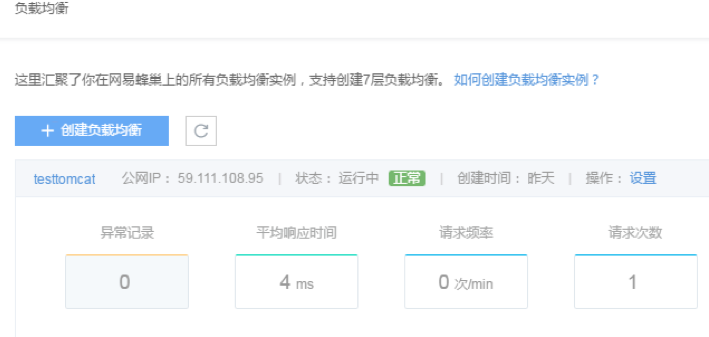 负载均衡
这里汇聚了你在网易蜂巢上的所有负载均衡实例，支持创建7层负载均衡。 如何创建负载均衡实例？
+ 创建负载均衡
testtomcat 公网IP： 59.111.108.95 | 状态： 运行中 正常 | 创建时间： 昨天 | 操作： 设置
异常记录 平均响应时间 请求频率 请求次数
0 4 ms 0 次/min 1